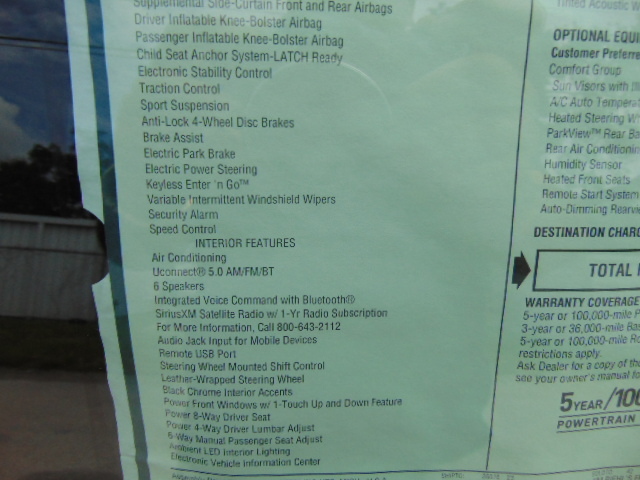 Supplemental Side-Curtain Front and Rear Airbags
Driver Inflatable Knee-Bolster Airbag
Passenger Inflatable Knee-Bolster Airbag
Child Seat Anchor System-LATCH Ready
Electronic Stability Control
Traction Control
Sport Suspension
Anti-Lock 4-Wheel Disc Brakes
Brake Assist
Electric Park Brake
Electric Power Steering
Keyless Enter 'n Go™
Variable Intermittent Windshield Wipers
Security Alarm
Speed Control
INTERIOR FEATURES
Air Conditioning
Uconnect® 5.0 AM/FM/BT
6 Speakers
Integrated Voice Command with Bluetooth®
SiriusXM Satellite Radio w/ 1-Yr Radio Subscription
For More Information, Call 800-643-2112
Audio Jack Input for Mobile Devices
Remote USB Port
Steering Wheel Mounted Shift Control
Leather-Wrapped Steering Wheel
Black Chrome Interior Accents
Power Front Windows w/ 1-Touch Up and Down Feature
Power 8-Way Driver Seat
Power 4-Way Driver Lumbar Adjust
6-Way Manual Passenger Seat Adjust
Ambient LED Interior Lighting
Electronic Vehicle Information Center
Tinted Acoustic W
OPTIONAL EQUI
Customer Preferre
Comfort Group
Sun Visors with Ill
A/C Auto Tempera
Heated Steering W
ParkView™ Rear Ba
Rear Air Conditionin
Humidity Sensor
Heated Front Seats
Remote Start System
Auto-Dimming Rearvi
DESTINATION CHARG
TOTAL
WARRANTY COVERAGE
5-year or 100,000-mile P
3-year or 36,000-mile Bas
5-year or 100,000-mile Ro
restrictions apply.
Ask Dealer for a copy of the
see your owner's manual fo
5YEAR/100
POWERTRAIN